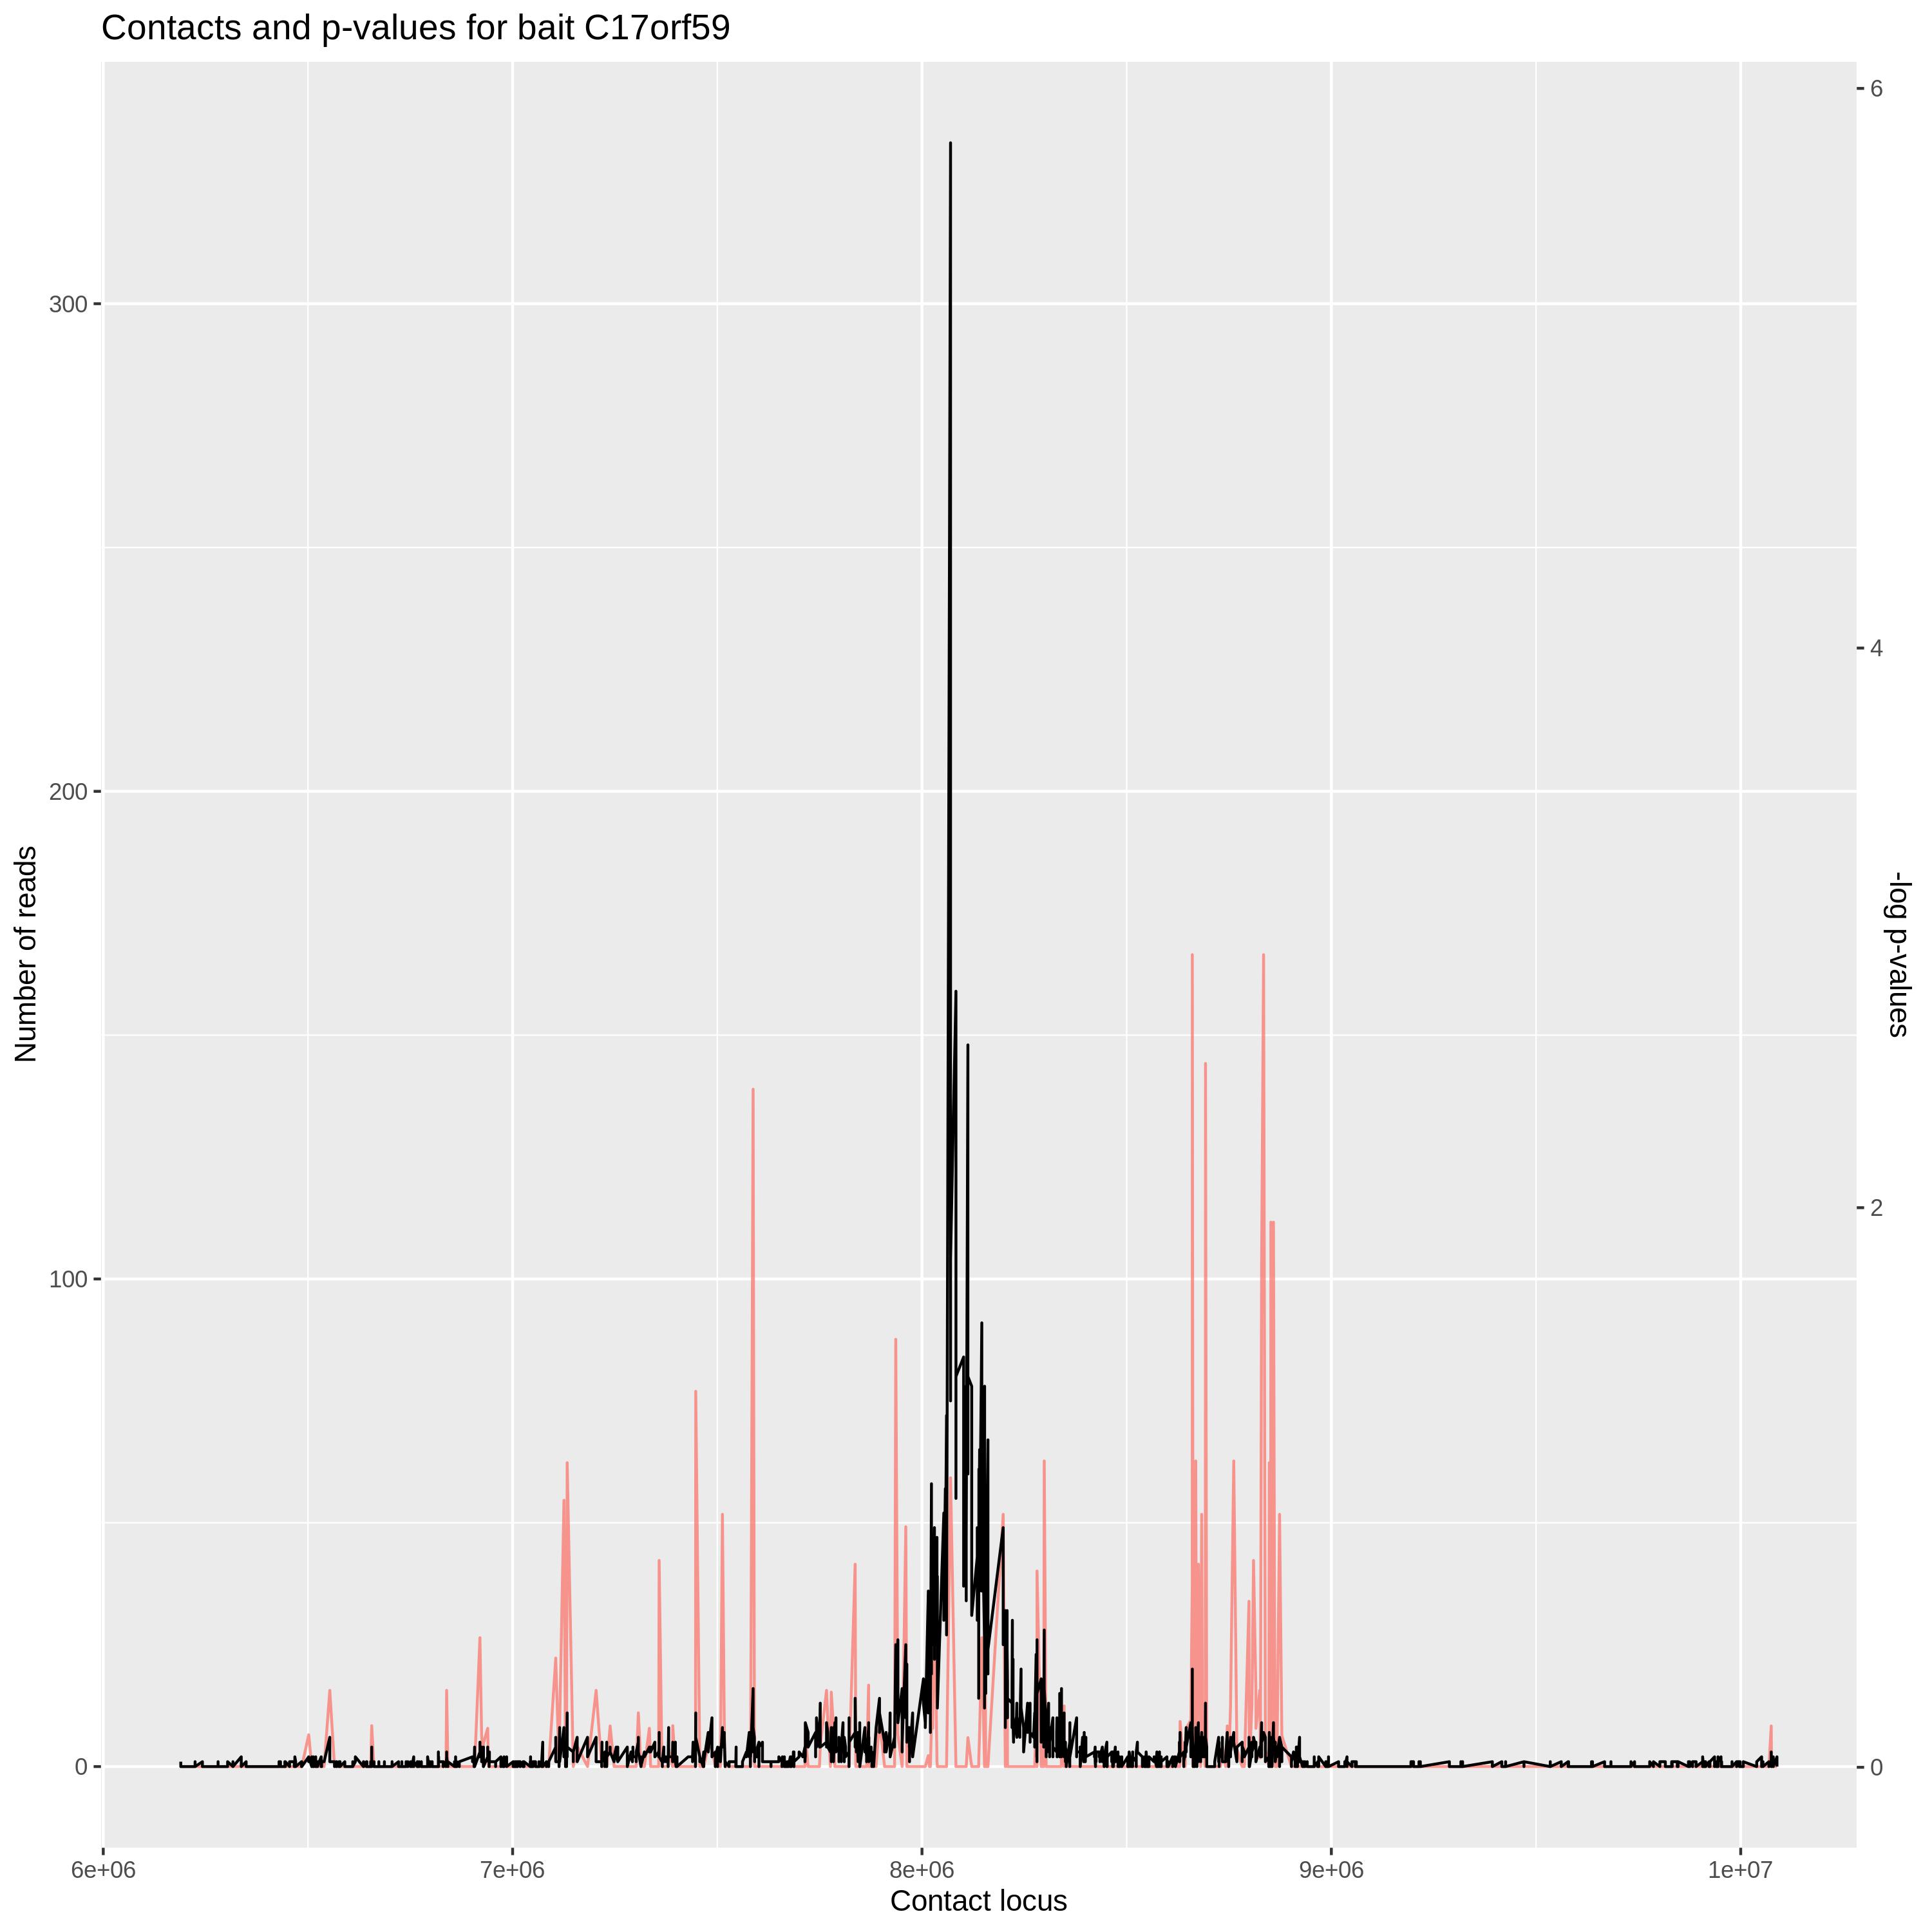 Contacts and p-values for bait C17orf59
6
300
4
200
Number of reads
-log p-values
2
100
0
0
6e+06
7e+06
8e+06
9e+06
1e+07
Contact locus